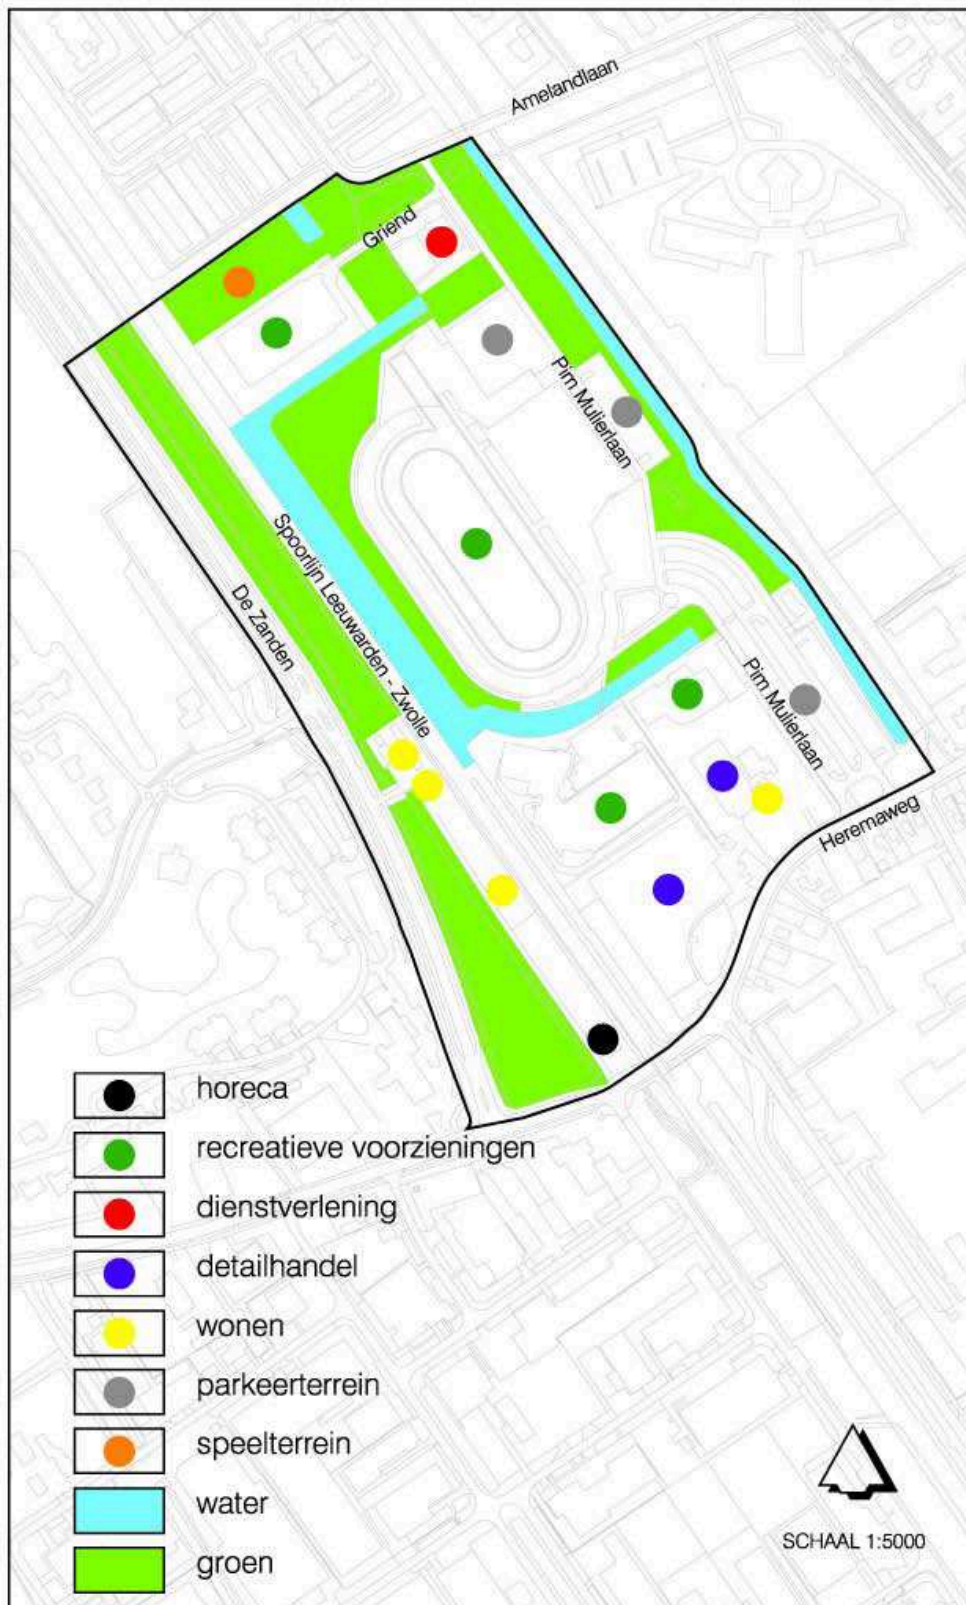 Amelandlaan
Griend
Pim Mulierlaan
Spoorlijn Leeuwarden - Zwolle
De Zanden
Pim Mulierlaan
Heremaweg
horeca
recreatieve voorzieningen
dienstverlening
detailhandel
wonen
parkeerterrein
speelterrein
water
groen
SCHAAL 1:5000